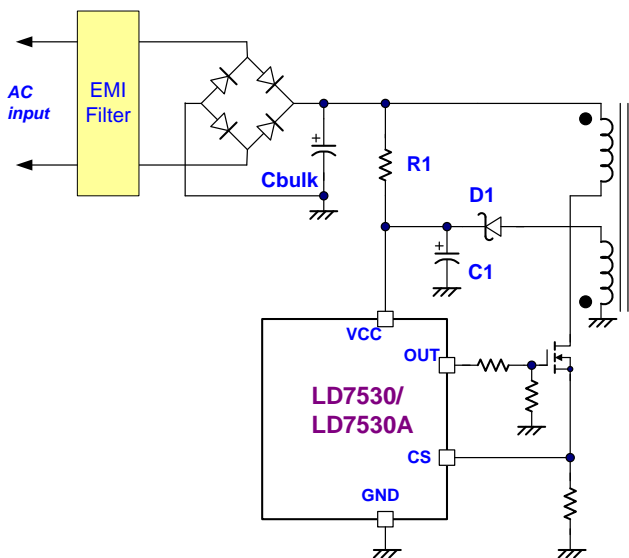 AC
input
EMI
Filter
+
Cbulk
R1
D1
+
C1
VCC
OUT
LD7530/
LD7530A
CS
GND